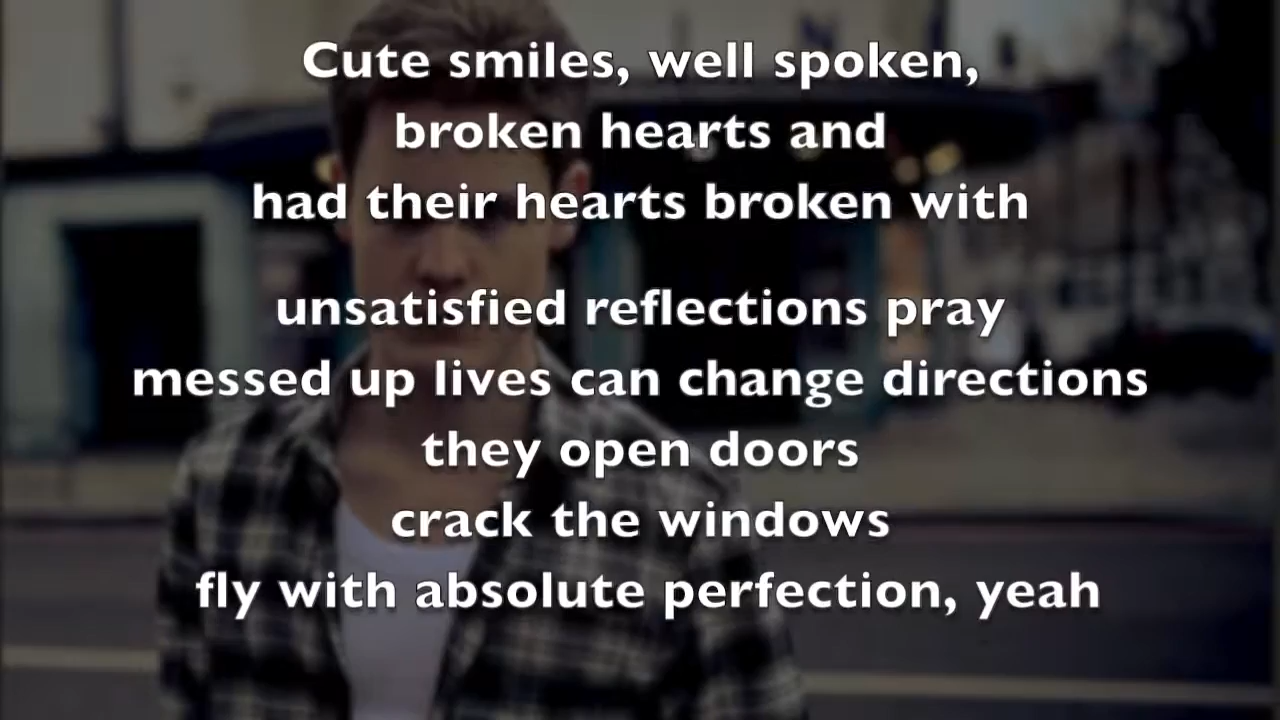 Cute smiles, well spoken,
broken hearts and
had their hearts broken with
unsatisfied reflections pray
messed up lives can change directions
they open doors
crack the windows
fly with absolute perfection, yeah